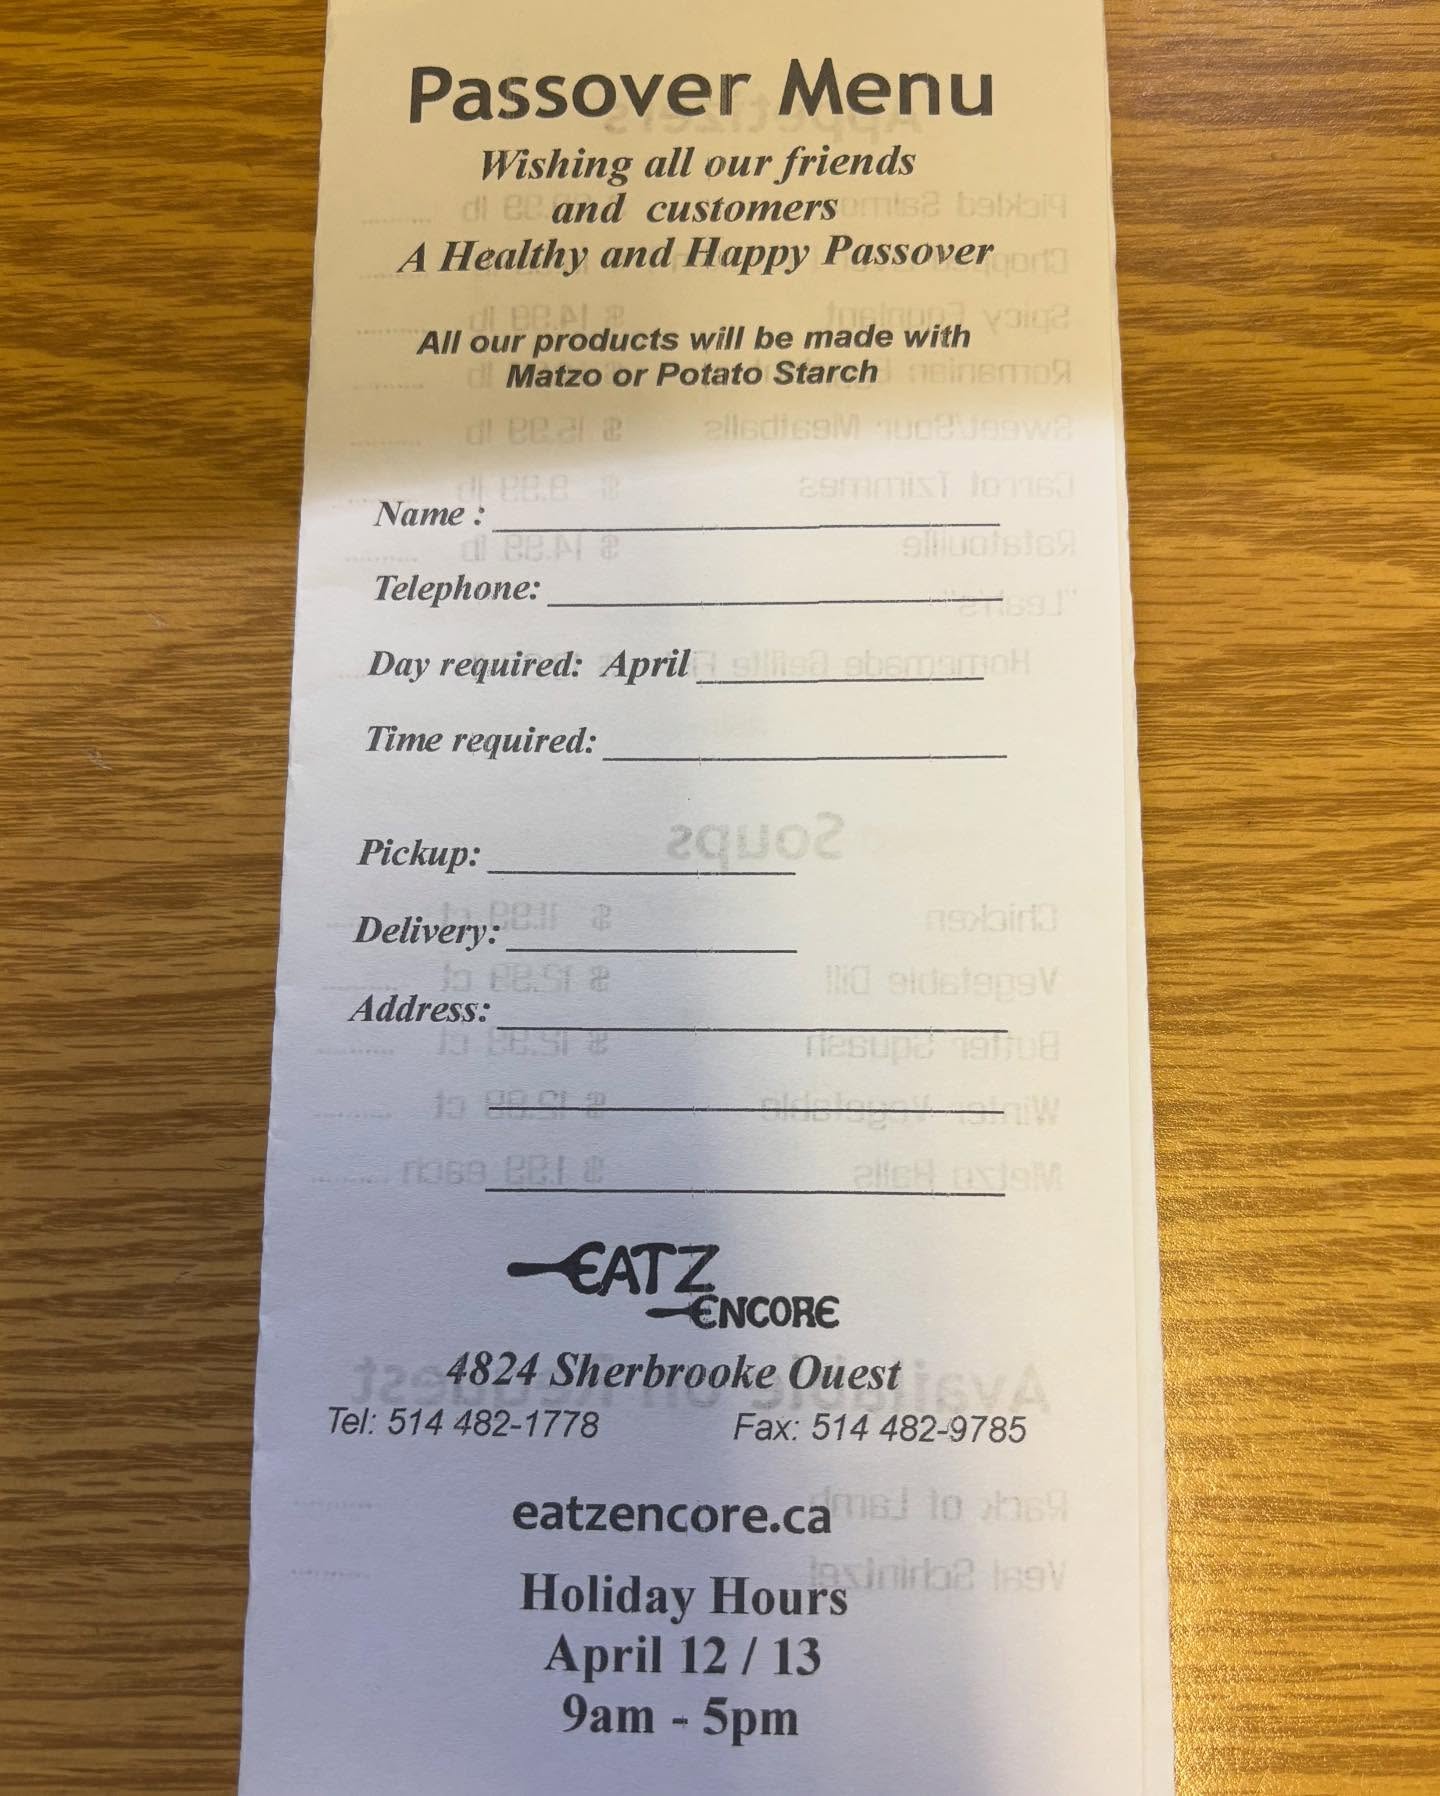 Passover Menu
Wishing all our friends
and customers
A Healthy and Happy Passover
All our products will be made with
Matzo or Potato Starch
Name :
Telephone:
Day required: April
Time required:
Pickup:
Delivery:
Address:
EATZ
ENCORE
4824 Sherbrooke Ouest
Tel: 514 482-1778 Fax: 514 482-9785
eatzencore.ca
Holiday Hours
April 12 / 13
9am - 5pm